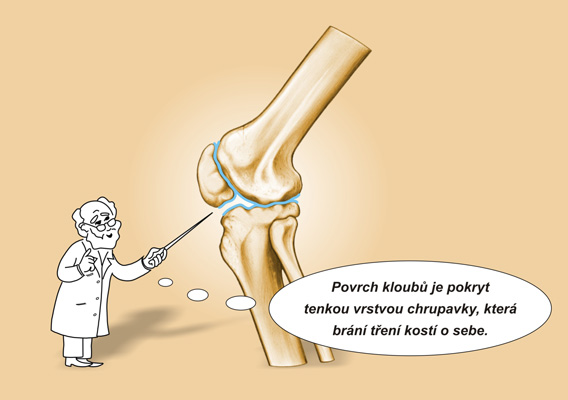 Povrch kloubů je pokryt
tenkou vrstvou chrupavky, která
brání tření kostí o sebe.